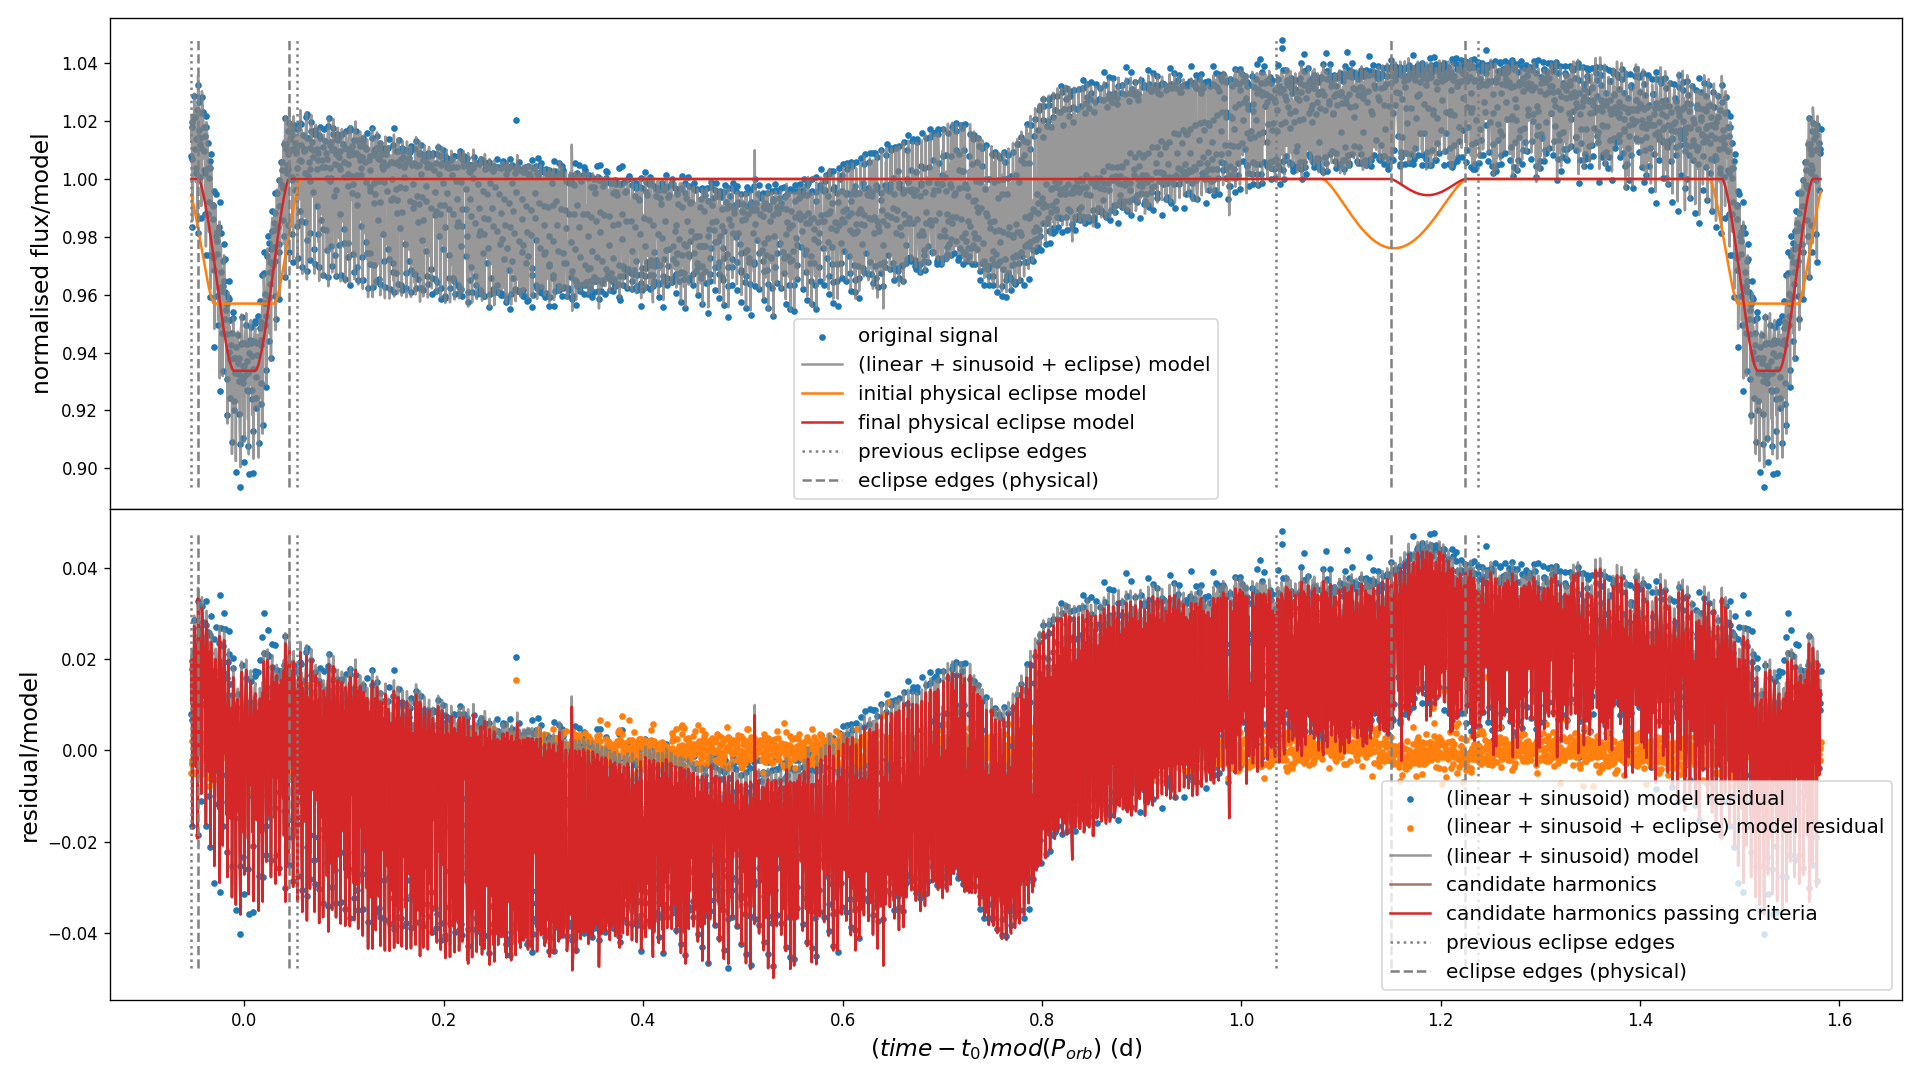 normalised flux/model
1.04
1.02
1.00
0.98
0.96
0.94
0.92
0.90
original signal
(linear + sinusoid + eclipse) model
initial physical eclipse model
final physical eclipse model
previous eclipse edges
eclipse edges (physical)
residual/model
0.04
0.02
0.00
−0.02
−0.04
(linear + sinusoid) model residual
(linear + sinusoid + eclipse) model residual
(linear + sinusoid) model
candidate harmonics
candidate harmonics passing criteria
previous eclipse edges
eclipse edges (physical)
0.0 0.2 0.4 0.6 0.8 1.0 1.2 1.4 1.6
(time − t₀)mod(P_orb) (d)